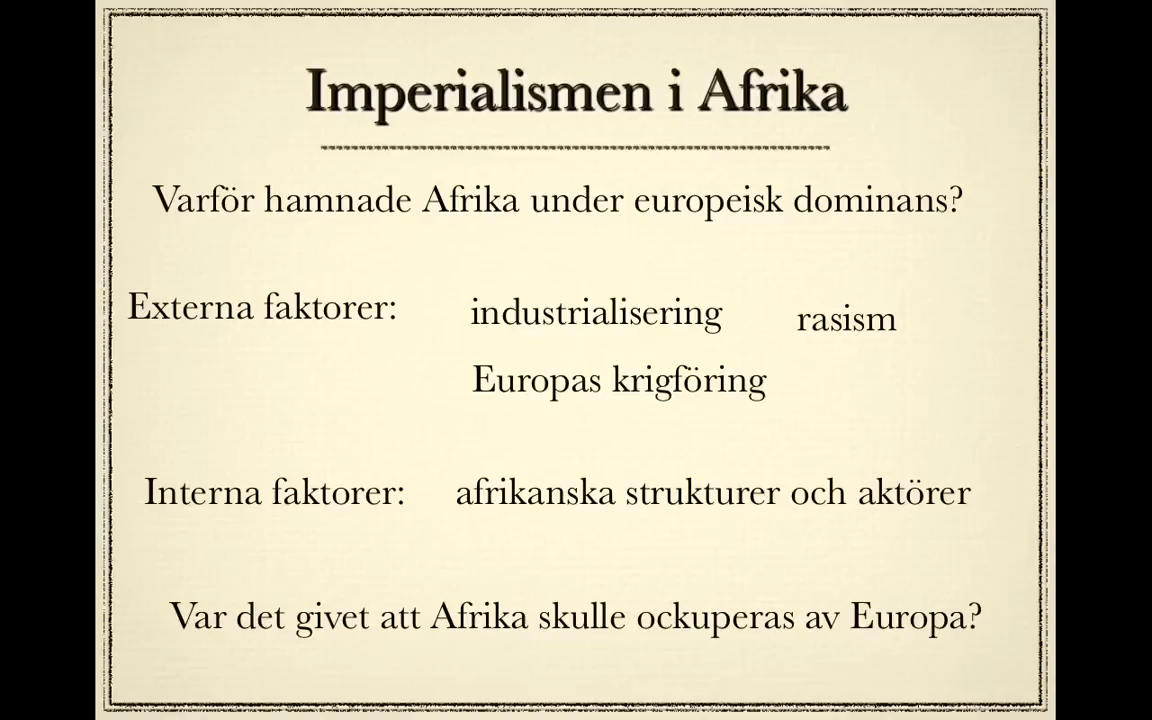 Imperialismen i Afrika
Varför hamnade Afrika under europeisk dominans?
Externa faktorer: industrialisering rasism
Europas krigföring
Interna faktorer: afrikanska strukturer och aktörer
Var det givet att Afrika skulle ockuperas av Europa?